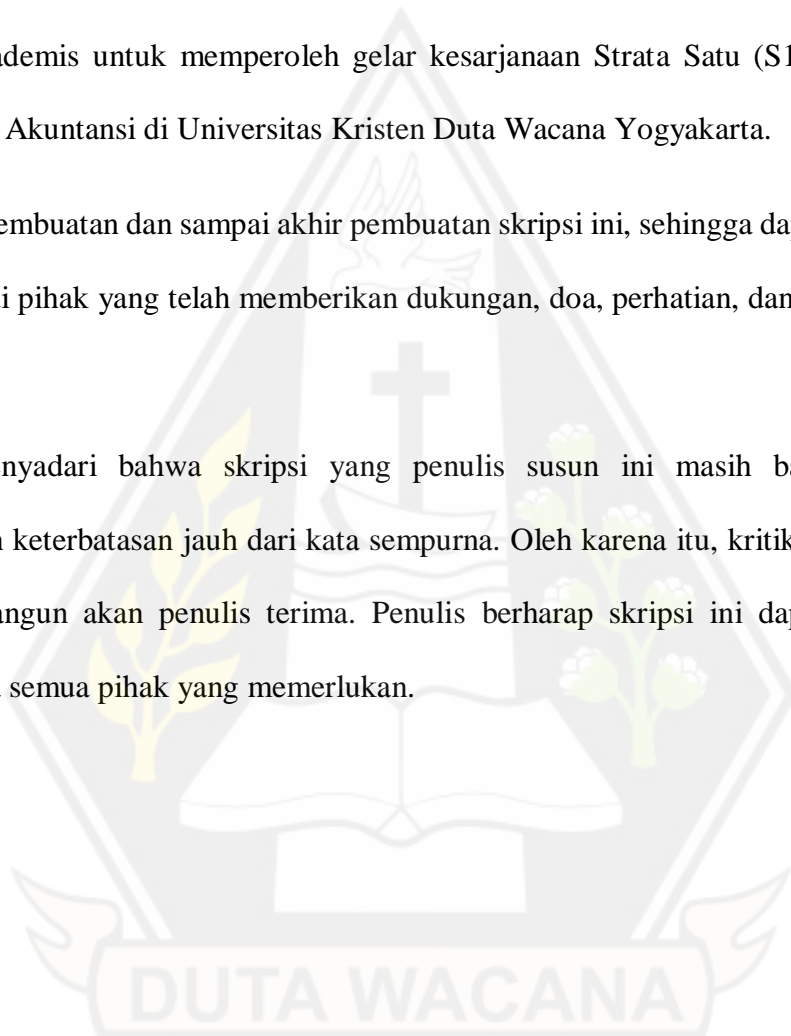 ademis untuk memperoleh gelar kesarjanaan Strata Satu (S1
Akuntansi di Universitas Kristen Duta Wacana Yogyakarta.
embuatan dan sampai akhir pembuatan skripsi ini, sehingga da
i pihak yang telah memberikan dukungan, doa, perhatian, dan
nyadari bahwa skripsi yang penulis susun ini masih ba
keterbatasan jauh dari kata sempurna. Oleh karena itu, kritik
angun akan penulis terima. Penulis berharap skripsi ini da
semua pihak yang memerlukan.
DUTA WACANA